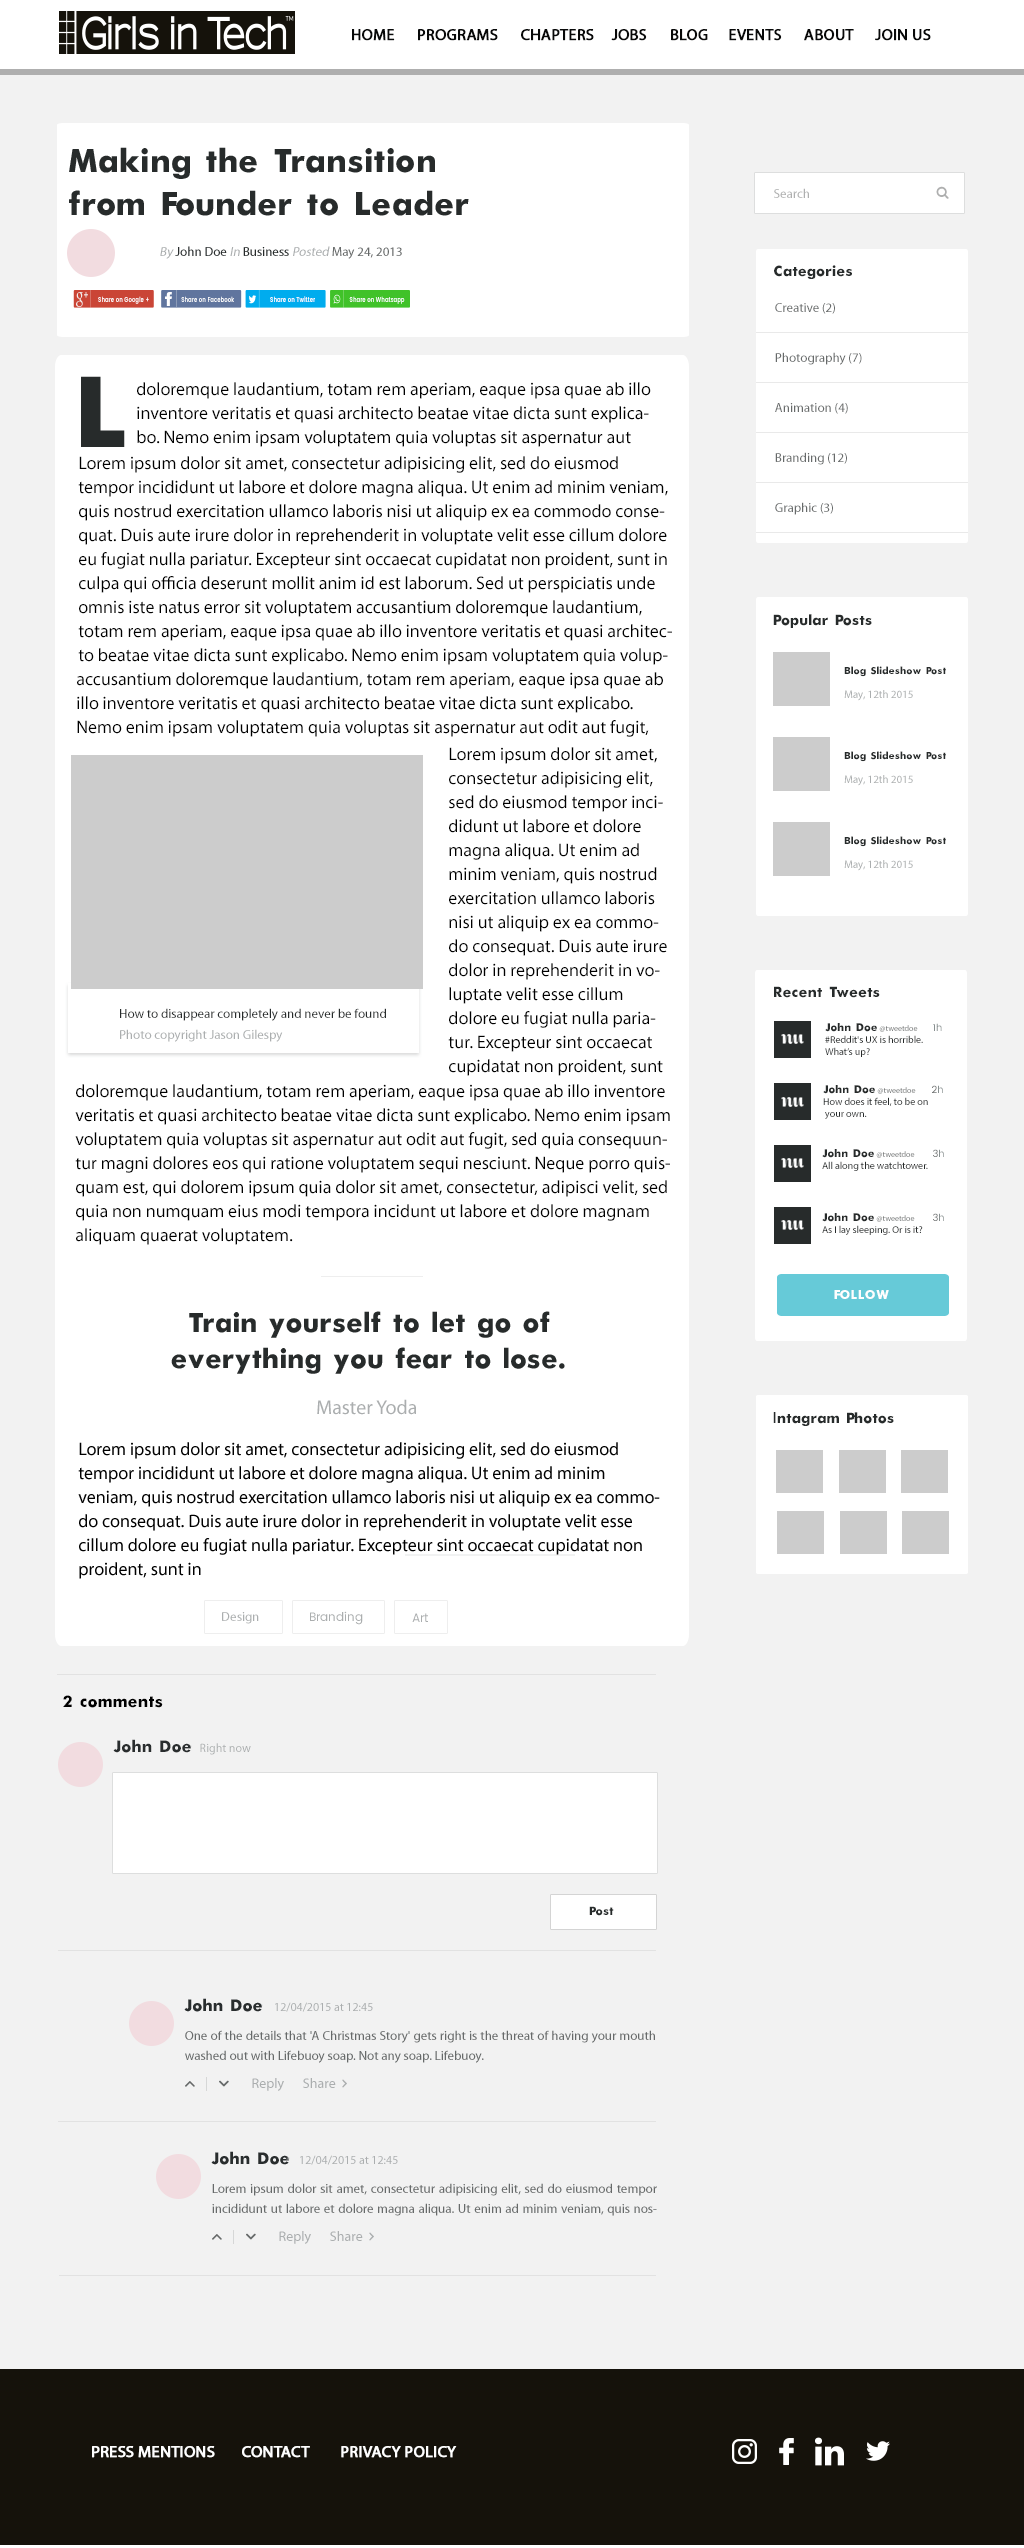 Girls in Tech™
HOME PROGRAMS CHAPTERS JOBS BLOG EVENTS ABOUT JOIN US
Making the Transition
from Founder to Leader
By John Doe In Business Posted May 24, 2013
Share on Google + Share on Facebook Share on Twitter Share on Whatsapp
L
doloremque laudantium, totam rem aperiam, eaque ipsa quae ab illo
inventore veritatis et quasi architecto beatae vitae dicta sunt explica-
bo. Nemo enim ipsam voluptatem quia voluptas sit aspernatur aut
Lorem ipsum dolor sit amet, consectetur adipisicing elit, sed do eiusmod
tempor incididunt ut labore et dolore magna aliqua. Ut enim ad minim veniam,
quis nostrud exercitation ullamco laboris nisi ut aliquip ex ea commodo conse-
quat. Duis aute irure dolor in reprehenderit in voluptate velit esse cillum dolore
eu fugiat nulla pariatur. Excepteur sint occaecat cupidatat non proident, sunt in
culpa qui officia deserunt mollit anim id est laborum. Sed ut perspiciatis unde
omnis iste natus error sit voluptatem accusantium doloremque laudantium,
totam rem aperiam, eaque ipsa quae ab illo inventore veritatis et quasi architec-
to beatae vitae dicta sunt explicabo. Nemo enim ipsam voluptatem quia volup-
accusantium doloremque laudantium, totam rem aperiam, eaque ipsa quae ab
illo inventore veritatis et quasi architecto beatae vitae dicta sunt explicabo.
Nemo enim ipsam voluptatem quia voluptas sit aspernatur aut odit aut fugit,
Lorem ipsum dolor sit amet,
consectetur adipisicing elit,
sed do eiusmod tempor inci-
didunt ut labore et dolore
magna aliqua. Ut enim ad
minim veniam, quis nostrud
exercitation ullamco laboris
nisi ut aliquip ex ea commo-
do consequat. Duis aute irure
dolor in reprehenderit in vo-
luptate velit esse cillum
dolore eu fugiat nulla paria-
tur. Excepteur sint occaecat
cupidatat non proident, sunt
How to disappear completely and never be found
Photo copyright Jason Gilespy
doloremque laudantium, totam rem aperiam, eaque ipsa quae ab illo inventore
veritatis et quasi architecto beatae vitae dicta sunt explicabo. Nemo enim ipsam
voluptatem quia voluptas sit aspernatur aut odit aut fugit, sed quia consequun-
tur magni dolores eos qui ratione voluptatem sequi nesciunt. Neque porro quis-
quam est, qui dolorem ipsum quia dolor sit amet, consectetur, adipisci velit, sed
quia non numquam eius modi tempora incidunt ut labore et dolore magnam
aliquam quaerat voluptatem.
Train yourself to let go of
everything you fear to lose.
Master Yoda
Lorem ipsum dolor sit amet, consectetur adipisicing elit, sed do eiusmod
tempor incididunt ut labore et dolore magna aliqua. Ut enim ad minim
veniam, quis nostrud exercitation ullamco laboris nisi ut aliquip ex ea commo-
do consequat. Duis aute irure dolor in reprehenderit in voluptate velit esse
cillum dolore eu fugiat nulla pariatur. Excepteur sint occaecat cupidatat non
proident, sunt in
Design Branding Art
2 comments
John Doe Right now
Post
John Doe 12/04/2015 at 12:45
One of the details that 'A Christmas Story' gets right is the threat of having your mouth
washed out with Lifebuoy soap. Not any soap. Lifebuoy.
Reply Share
John Doe 12/04/2015 at 12:45
Lorem ipsum dolor sit amet, consectetur adipisicing elit, sed do eiusmod tempor
incididunt ut labore et dolore magna aliqua. Ut enim ad minim veniam, quis nos-
Reply Share
Search
Categories
Creative (2)
Photography (7)
Animation (4)
Branding (12)
Graphic (3)
Popular Posts
Blog Slideshow Post
May, 12th 2015
Blog Slideshow Post
May, 12th 2015
Blog Slideshow Post
May, 12th 2015
Recent Tweets
John Doe @tweetdoe 1h
#Reddit's UX is horrible.
What's up?
John Doe @tweetdoe 2h
How does it feel, to be on
your own.
John Doe @tweetdoe 3h
All along the watchtower.
John Doe @tweetdoe 3h
As I lay sleeping. Or is it?
FOLLOW
Intagram Photos
PRESS MENTIONS CONTACT PRIVACY POLICY